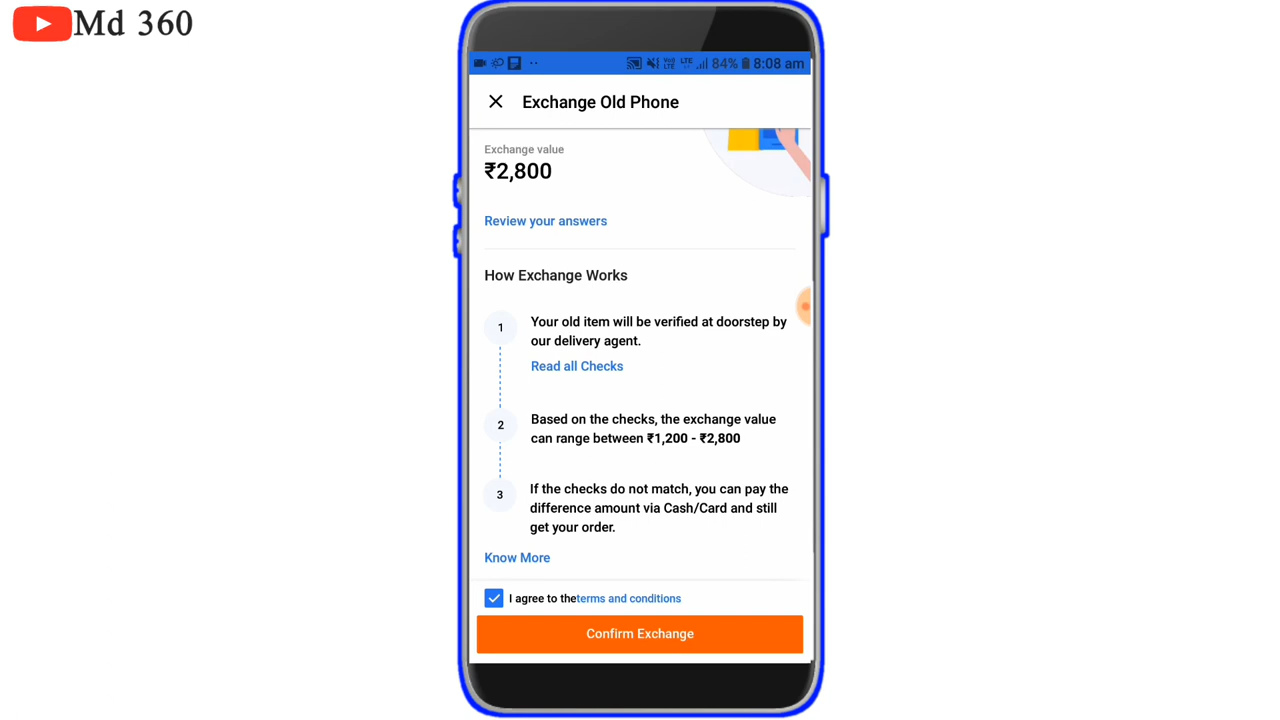 Md 360
84% 8:08 am
Exchange Old Phone
Exchange value
₹2,800
Review your answers
How Exchange Works
1
Your old item will be verified at doorstep by
our delivery agent.
Read all Checks
2
Based on the checks, the exchange value
can range between ₹1,200 - ₹2,800
3
If the checks do not match, you can pay the
difference amount via Cash/Card and still
get your order.
Know More
I agree to theterms and conditions
Confirm Exchange